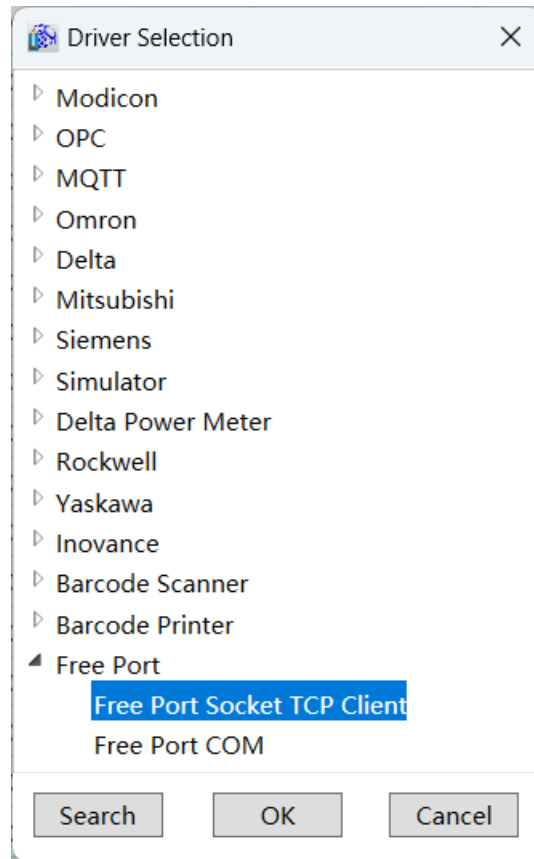 Driver Selection
Modicon
OPC
MQTT
Omron
Delta
Mitsubishi
Siemens
Simulator
Delta Power Meter
Rockwell
Yaskawa
Inovance
Barcode Scanner
Barcode Printer
Free Port
Free Port Socket TCP Client
Free Port COM
Search OK Cancel